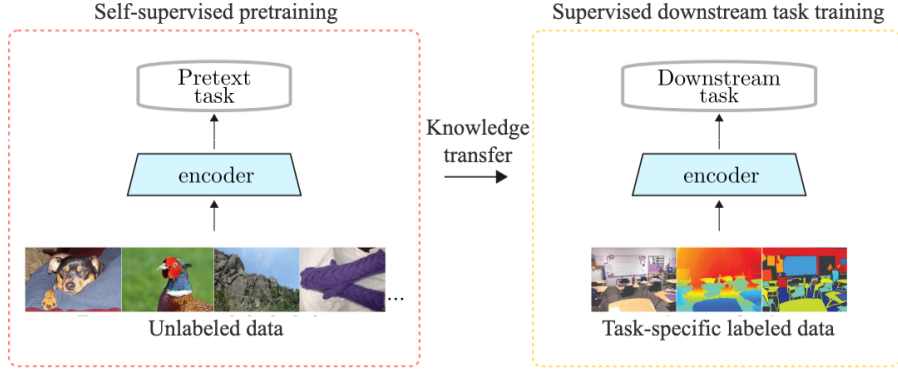 Self-supervised pretraining
Supervised downstream task training
Pretext
task
encoder
...
Unlabeled data
Knowledge
transfer
Downstream
task
encoder
Task-specific labeled data